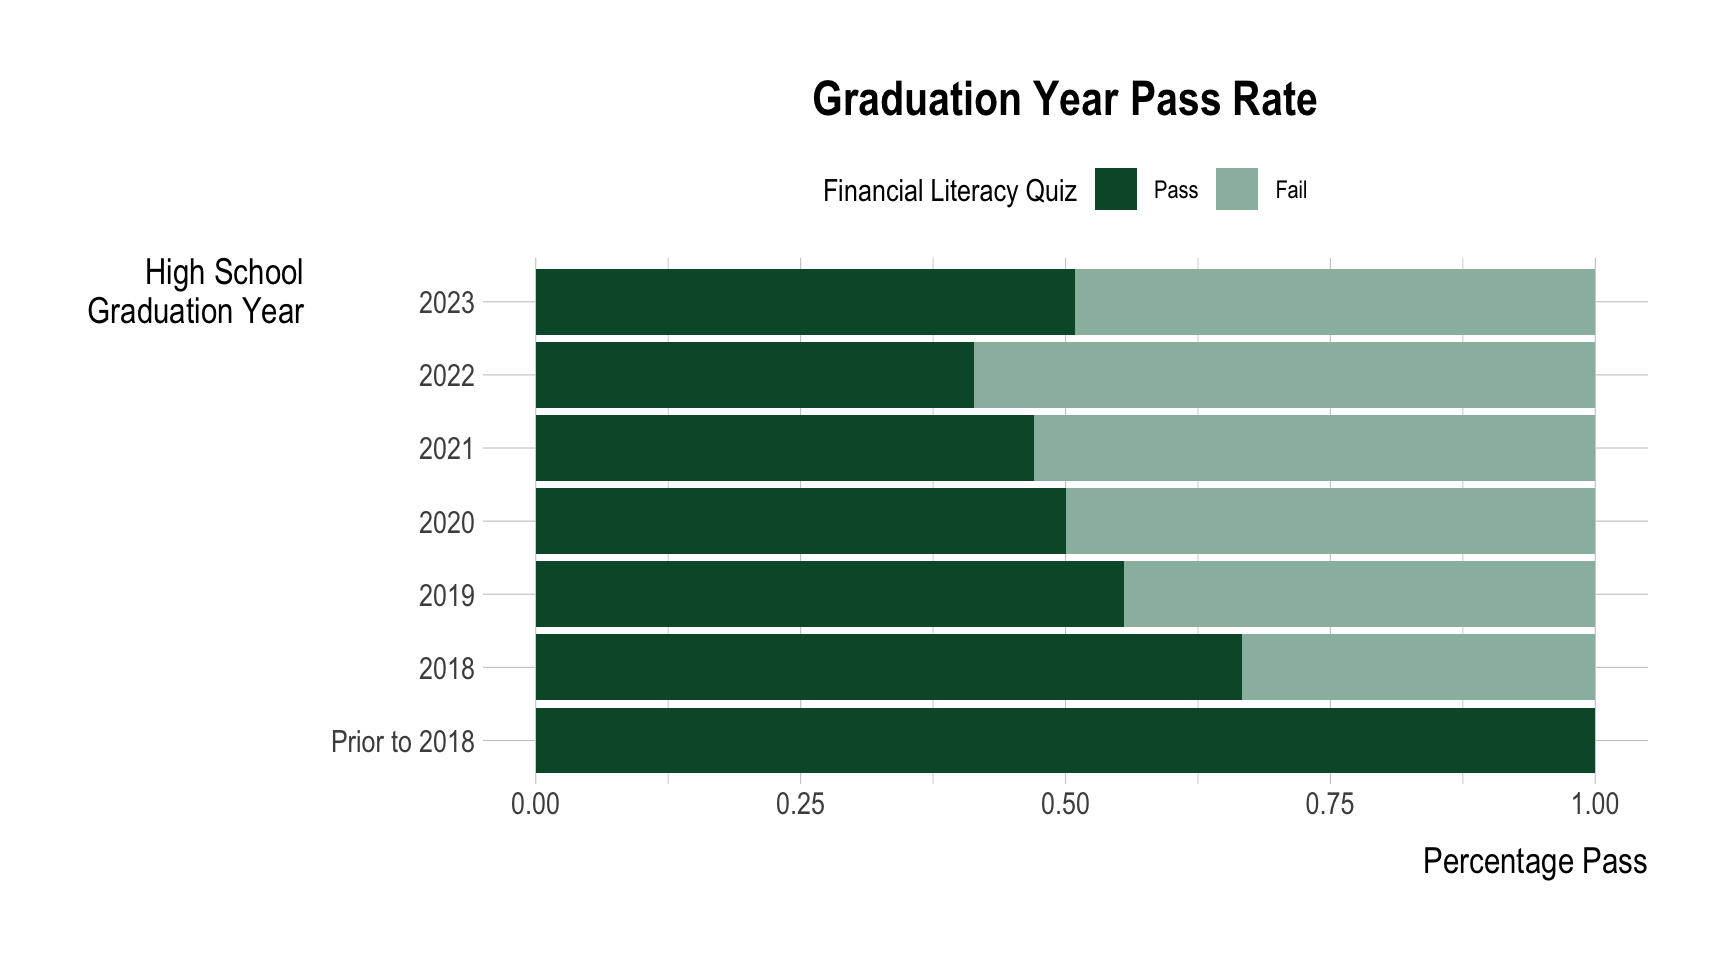 Graduation Year Pass Rate
Financial Literacy Quiz Pass Fail
High School
Graduation Year
2023
2022
2021
2020
2019
2018
Prior to 2018
0.00 0.25 0.50 0.75 1.00
Percentage Pass